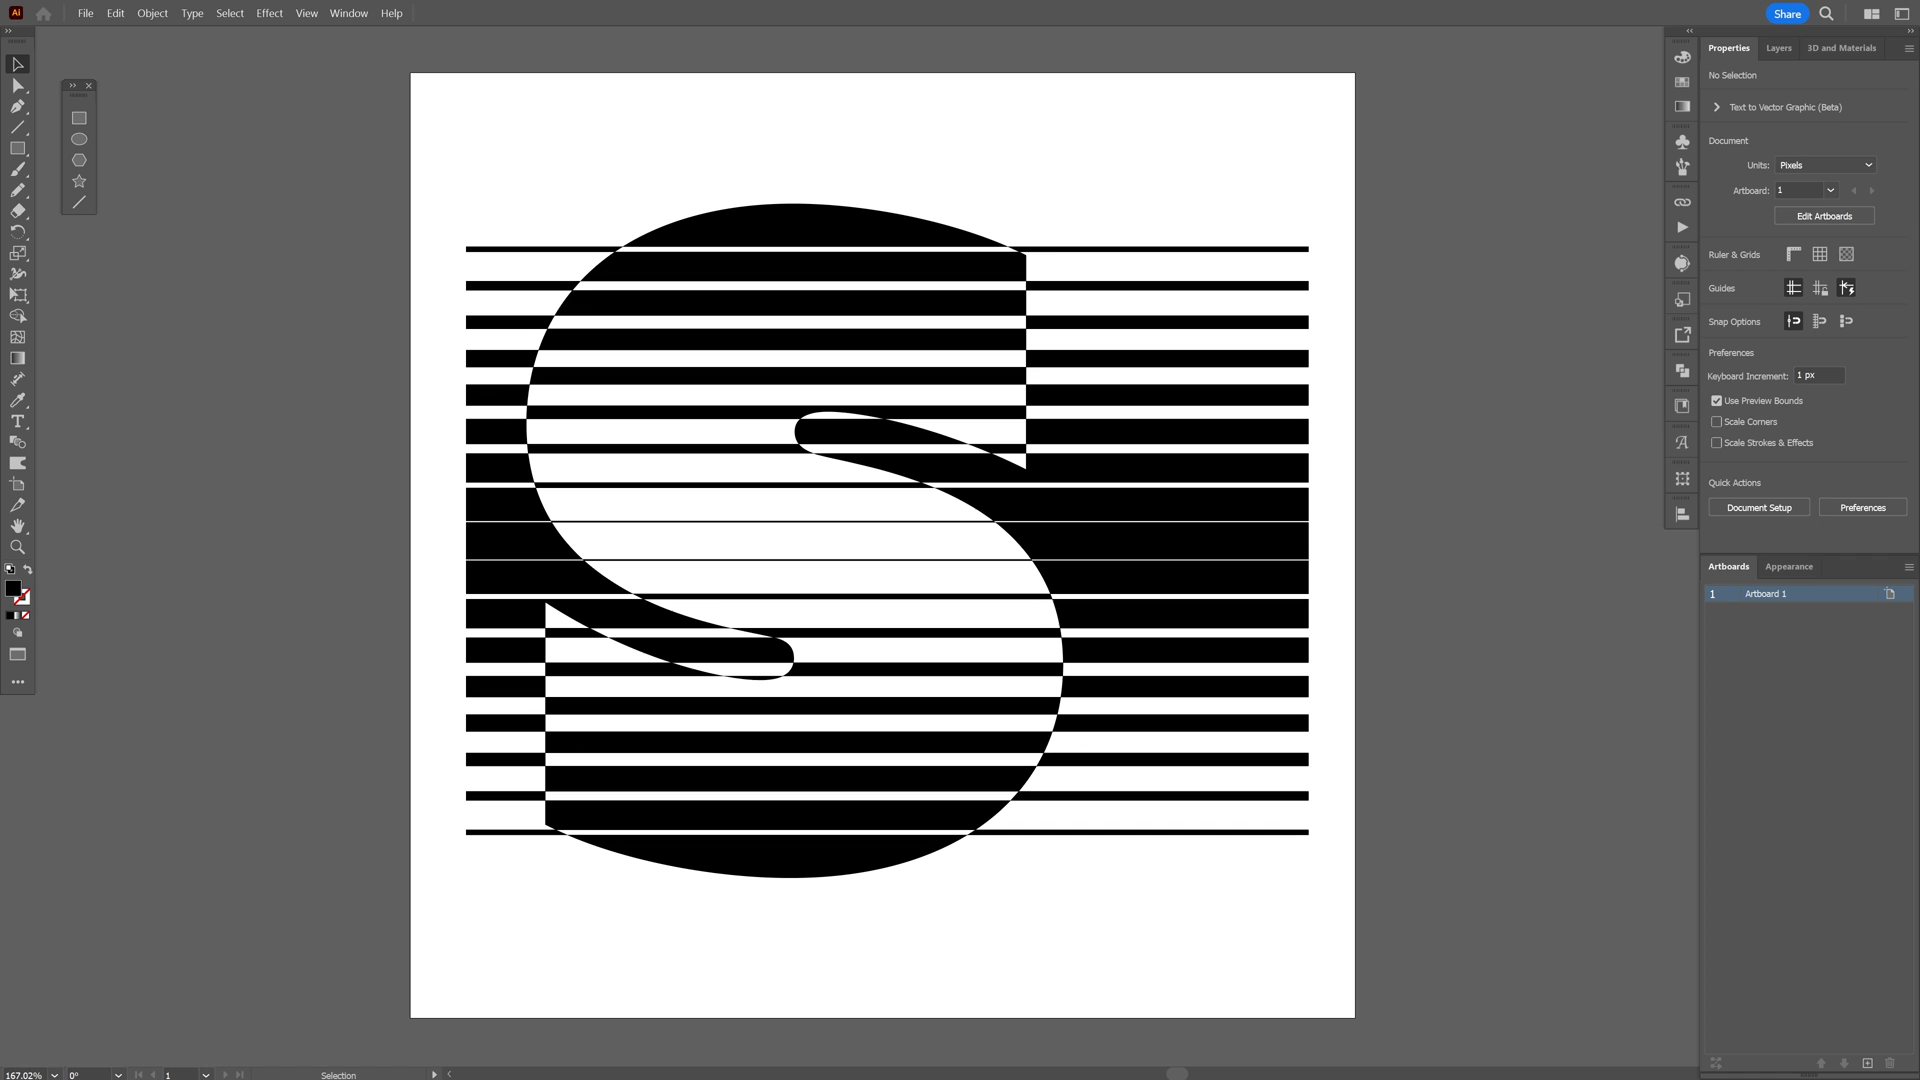 Ai File Edit Object Type Select Effect View Window Help Share
Properties Layers 3D and Materials
No Selection
Text to Vector Graphic (Beta)
Document
Units: Pixels
Artboard: 1
Edit Artboards
Ruler & Grids
Guides
Snap Options
Preferences
Keyboard Increment: 1 px
Use Preview Bounds
Scale Corners
Scale Strokes & Effects
Quick Actions
Document Setup Preferences
Artboards Appearance
1 Artboard 1
S
167.02% 0° 1 Selection